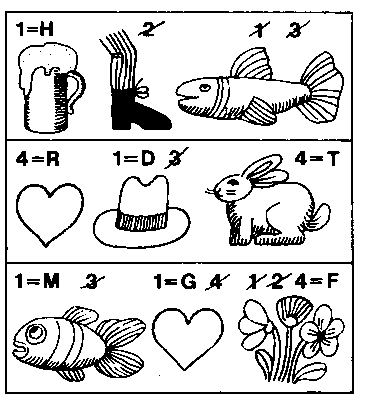 1=H 2̸ 1̸ 3̸
4=R 1=D 3̸ 4=T
1=M 3̸ 1=G 4̸ 1̸ 2̸ 4=F